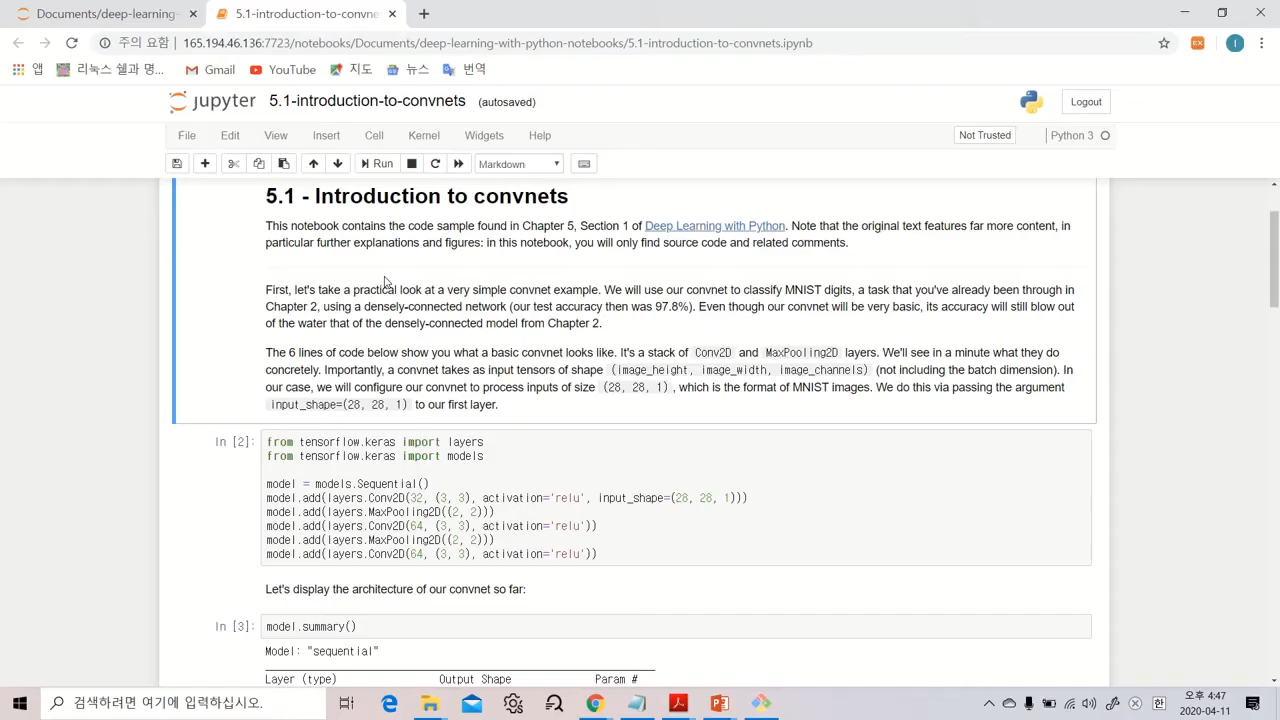 Documents/deep-learning-
5.1-introduction-to-convne
주의 요함 | 165.194.46.136:7723/notebooks/Documents/deep-learning-with-python-notebooks/5.1-introduction-to-convnets.ipynb
앱 리눅스 쉘과 명... Gmail YouTube 지도 뉴스 번역
jupyter 5.1-introduction-to-convnets (autosaved) Logout
File Edit View Insert Cell Kernel Widgets Help Not Trusted Python 3
Run Markdown
5.1 - Introduction to convnets
This notebook contains the code sample found in Chapter 5, Section 1 of Deep Learning with Python. Note that the original text features far more content, in
particular further explanations and figures: in this notebook, you will only find source code and related comments.
First, let's take a practical look at a very simple convnet example. We will use our convnet to classify MNIST digits, a task that you've already been through in
Chapter 2, using a densely-connected network (our test accuracy then was 97.8%). Even though our convnet will be very basic, its accuracy will still blow out
of the water that of the densely-connected model from Chapter 2.
The 6 lines of code below show you what a basic convnet looks like. It's a stack of Conv2D and MaxPooling2D layers. We'll see in a minute what they do
concretely. Importantly, a convnet takes as input tensors of shape (image_height, image_width, image_channels) (not including the batch dimension). In
our case, we will configure our convnet to process inputs of size (28, 28, 1) , which is the format of MNIST images. We do this via passing the argument
input_shape=(28, 28, 1) to our first layer.
In [2]: from tensorflow.keras import layers
from tensorflow.keras import models
model = models.Sequential()
model.add(layers.Conv2D(32, (3, 3), activation='relu', input_shape=(28, 28, 1)))
model.add(layers.MaxPooling2D((2, 2)))
model.add(layers.Conv2D(64, (3, 3), activation='relu'))
model.add(layers.MaxPooling2D((2, 2)))
model.add(layers.Conv2D(64, (3, 3), activation='relu'))
Let's display the architecture of our convnet so far:
In [3]: model.summary()
Model: "sequential"
Layer (type) Output Shape Param #
검색하려면 여기에 입력하십시오.
오후 4:47
2020-04-11